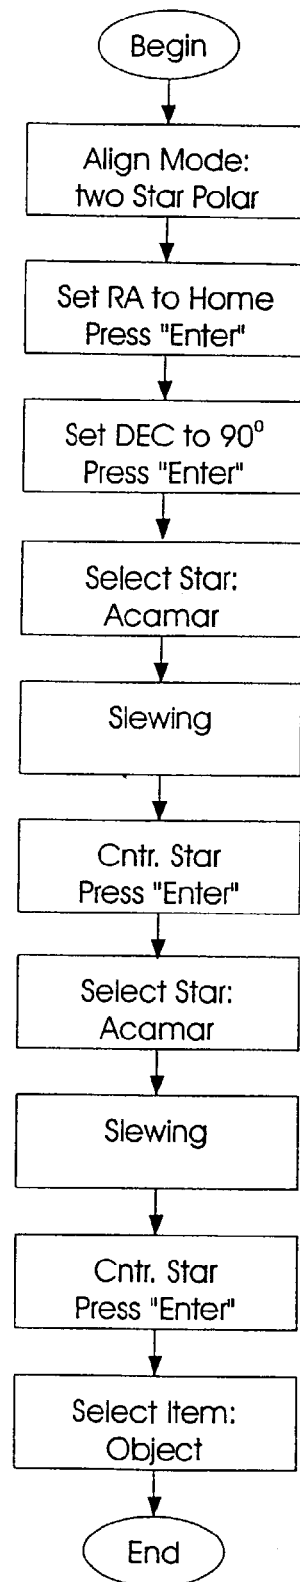 Begin
Align Mode:
two Star Polar
Set RA to Home
Press "Enter"
Set DEC to 90°
Press "Enter"
Select Star:
Acamar
Slewing
Cntr. Star
Press "Enter"
Select Star:
Acamar
Slewing
Cntr. Star
Press "Enter"
Select Item:
Object
End